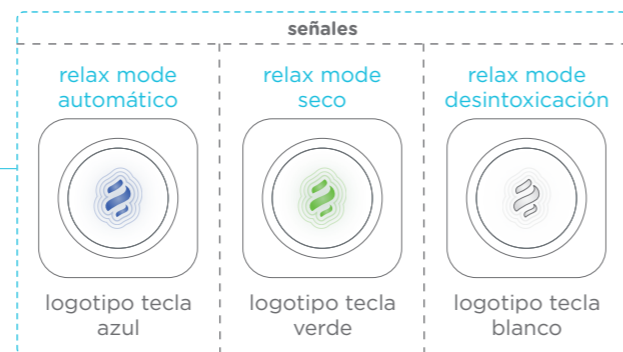 señales
relax mode
automático
relax mode
seco
relax mode
desintoxicación
logotipo tecla
azul
logotipo tecla
verde
logotipo tecla
blanco